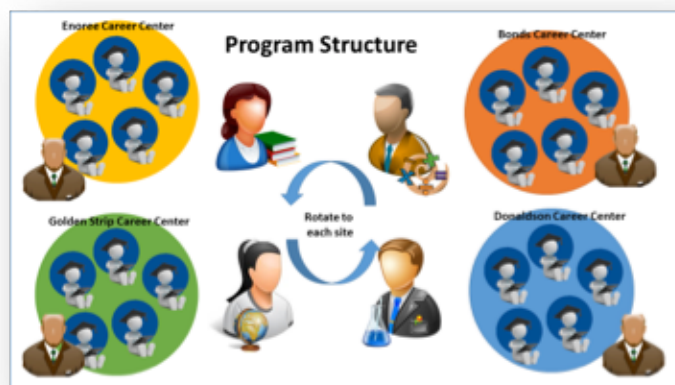 Enoree Career Center
Program Structure
Bonds Career Center
Golden Strip Career Center
Rotate to
each site
Donaldson Career Center